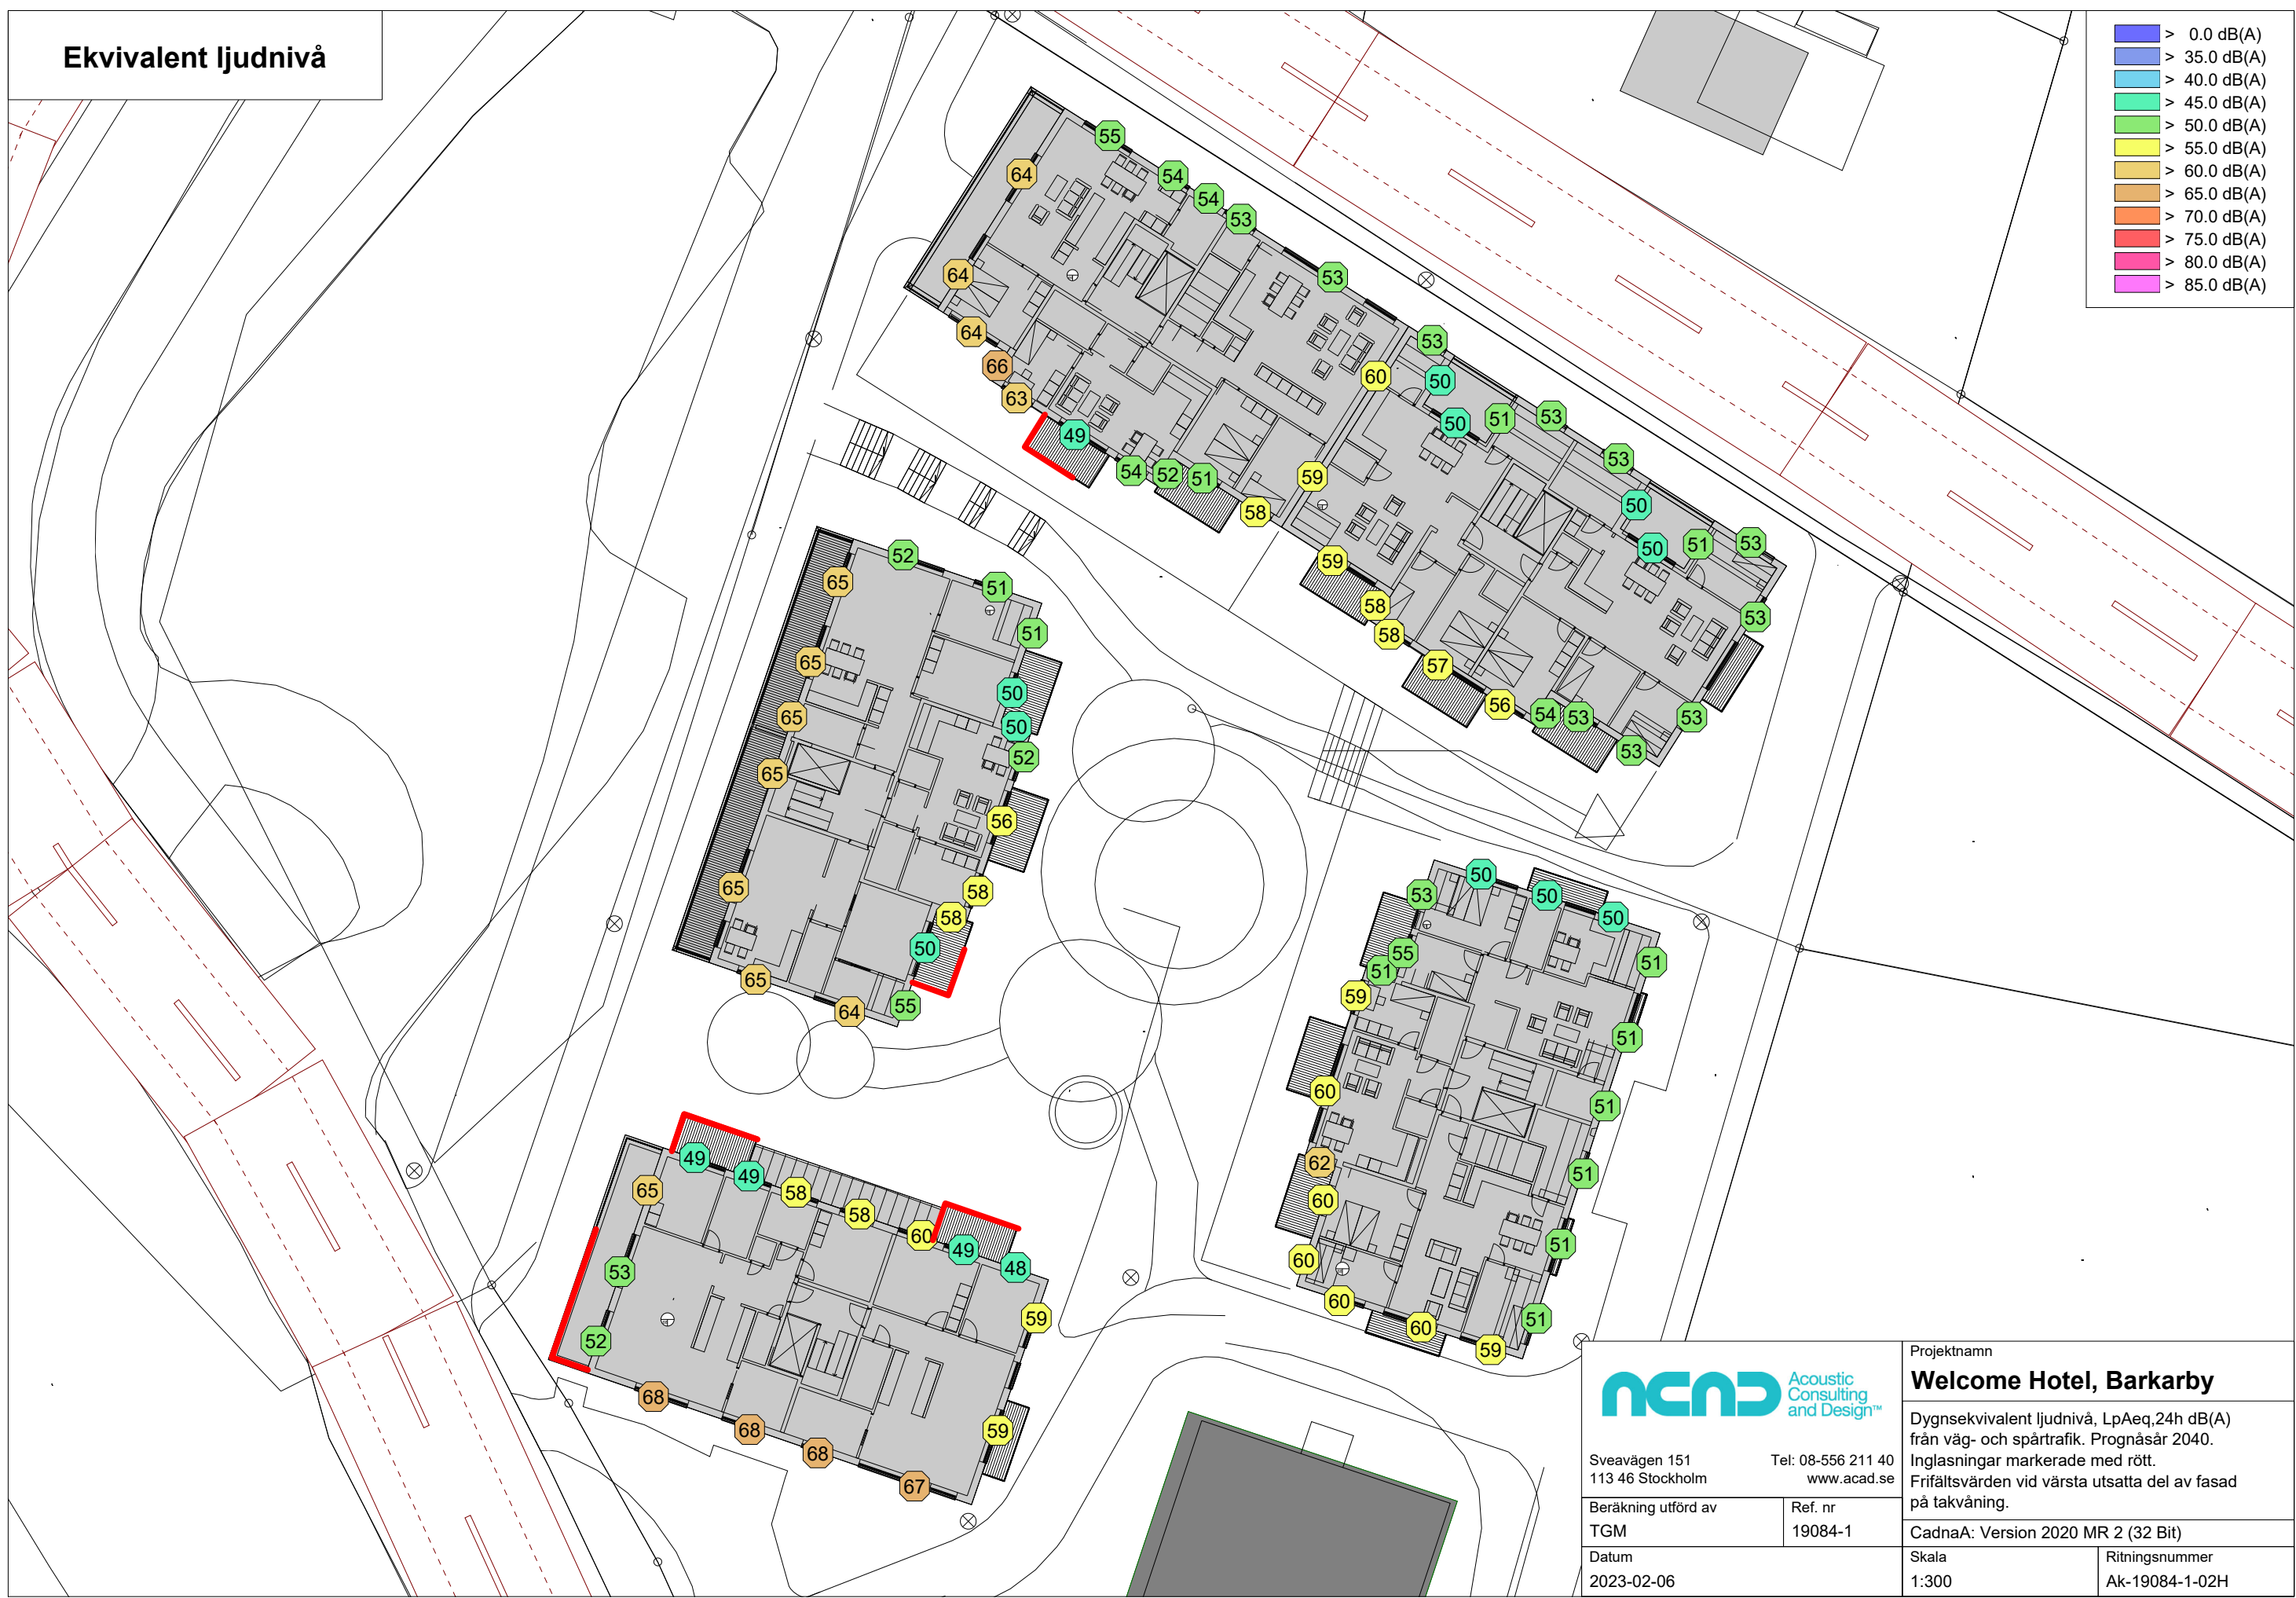 Ekvivalent ljudnivå
> 0.0 dB(A)
> 35.0 dB(A)
> 40.0 dB(A)
> 45.0 dB(A)
> 50.0 dB(A)
> 55.0 dB(A)
> 60.0 dB(A)
> 65.0 dB(A)
> 70.0 dB(A)
> 75.0 dB(A)
> 80.0 dB(A)
> 85.0 dB(A)
55
64
54
54
53
64
53
64
66
63
53
60
50
50
51
53
49
54
52
51
58
59
53
50
50
51
53
53
59
58
58
57
56
54
53
53
53
52
51
65
51
65
50
50
65
52
65
56
65
58
58
50
65
64
55
50
50
50
53
55
51
51
59
51
60
51
62
51
60
60
51
60
60
59
51
49
49
65
58
58
60
49
48
53
59
52
68
68
68
59
67
ACAD
Acoustic
Consulting
and Design™
Sveavägen 151
113 46 Stockholm
Tel: 08-556 211 40
www.acad.se
Beräkning utförd av
TGM
Ref. nr
19084-1
Datum
2023-02-06
Projektnamn
Welcome Hotel, Barkarby
Dygnsekvivalent ljudnivå, LpAeq,24h dB(A)
från väg- och spårtrafik. Prognåsår 2040.
Inglasningar markerade med rött.
Frifältsvärden vid värsta utsatta del av fasad
på takvåning.
CadnaA: Version 2020 MR 2 (32 Bit)
Skala
1:300
Ritningsnummer
Ak-19084-1-02H